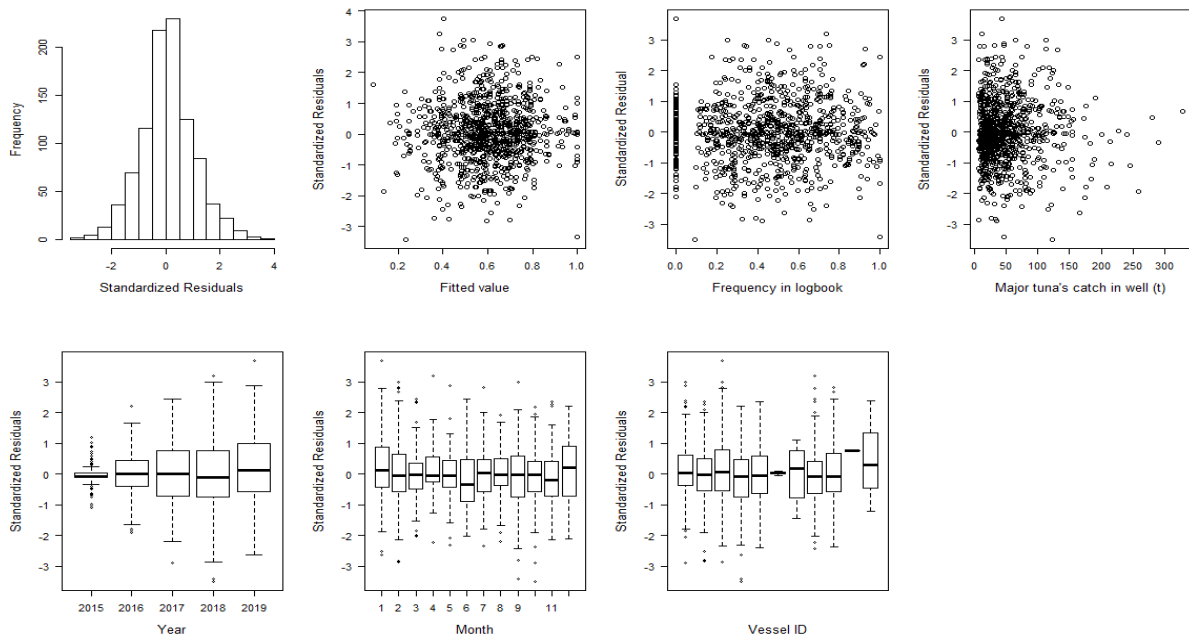 Frequency
0 50 100 150 200
-2 0 2 4
Standardized Residuals
Standardized Residuals
-3 -2 -1 0 1 2 3 4
0.2 0.4 0.6 0.8 1.0
Fitted value
Standardized Residual
-3 -2 -1 0 1 2 3
0.0 0.2 0.4 0.6 0.8 1.0
Frequency in logbook
Standardized Residuals
-3 -2 -1 0 1 2 3
0 50 100 150 200 250 300
Major tuna's catch in well (t)
Standardized Residuals
-3 -2 -1 0 1 2 3
2015 2016 2017 2018 2019
Year
Standardized Residuals
-3 -2 -1 0 1 2 3
1 2 3 4 5 6 7 8 9 11
Month
Standardized Residuals
-3 -2 -1 0 1 2 3
Vessel ID